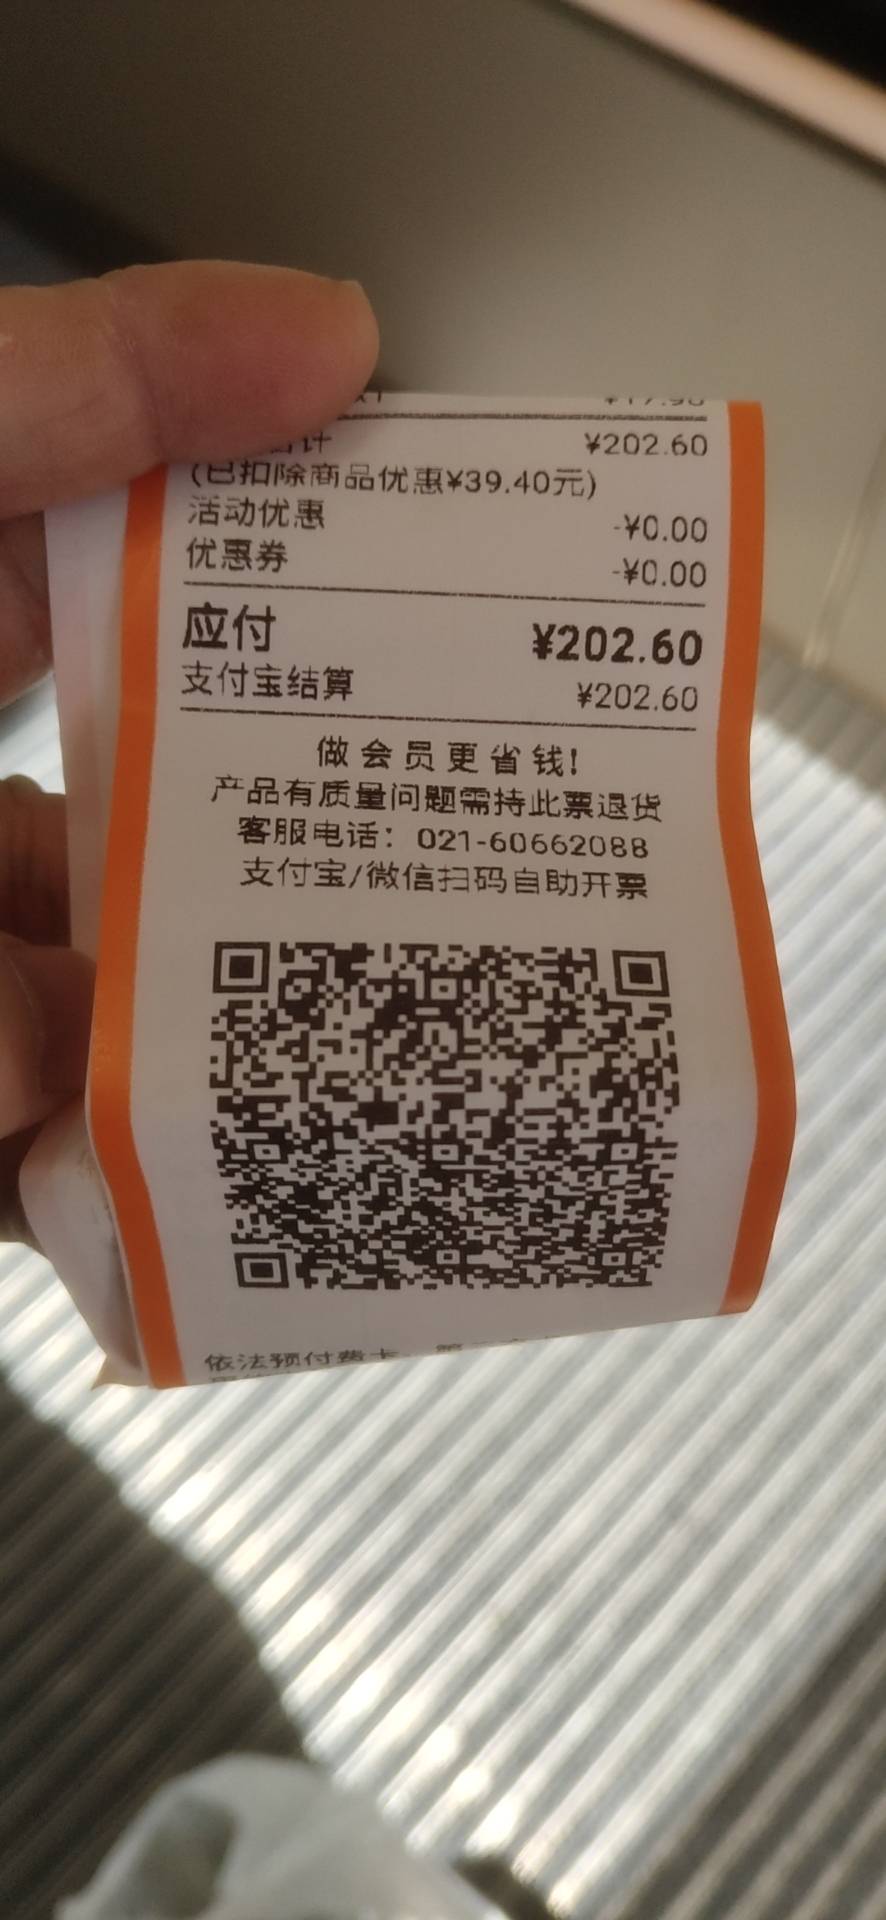 计 ¥202.60
(已扣除商品优惠¥39.40元)
活动优惠 -¥0.00
优惠券 -¥0.00
应付 ¥202.60
支付宝结算 ¥202.60
做会员更省钱!
产品有质量问题需持此票退货
客服电话：021-60662088
支付宝/微信扫码自助开票
依法预付费卡